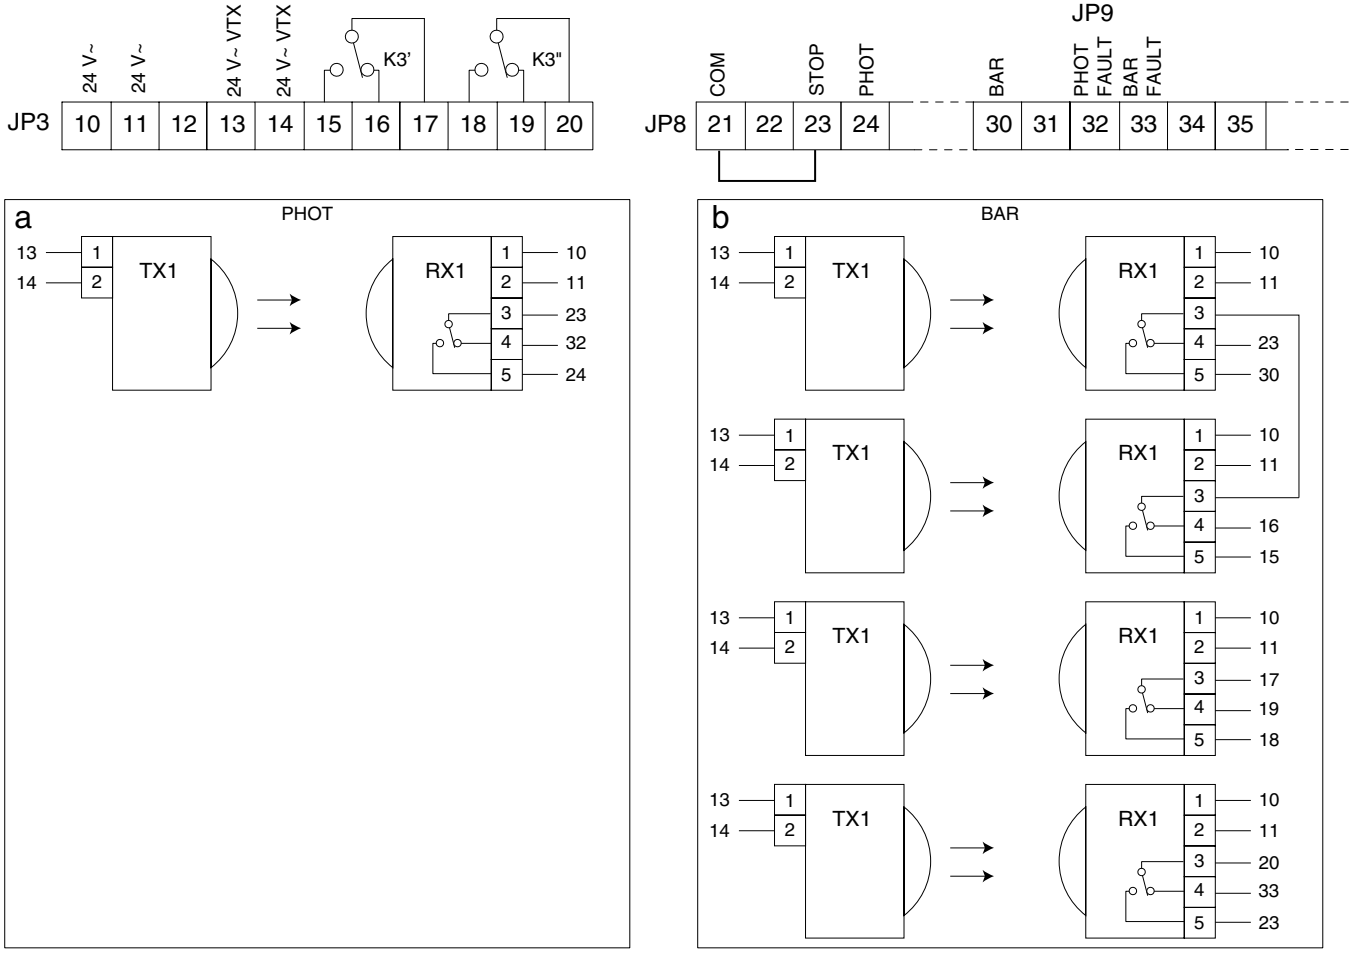 JP9
24 V~
24 V~
24 V~ VTX
24 V~ VTX
K3'
K3"
COM
STOP
PHOT
BAR
PHOT
FAULT
BAR
FAULT
JP3 10 11 12 13 14 15 16 17 18 19 20
JP8 21 22 23 24 30 31 32 33 34 35
a PHOT
13 1 TX1 RX1 1 10
14 2 2 11
3 23
4 32
5 24
b BAR
13 1 TX1 RX1 1 10
14 2 2 11
3
4 23
5 30
13 1 TX1 RX1 1 10
14 2 2 11
3
4 16
5 15
13 1 TX1 RX1 1 10
14 2 2 11
3 17
4 19
5 18
13 1 TX1 RX1 1 10
14 2 2 11
3 20
4 33
5 23